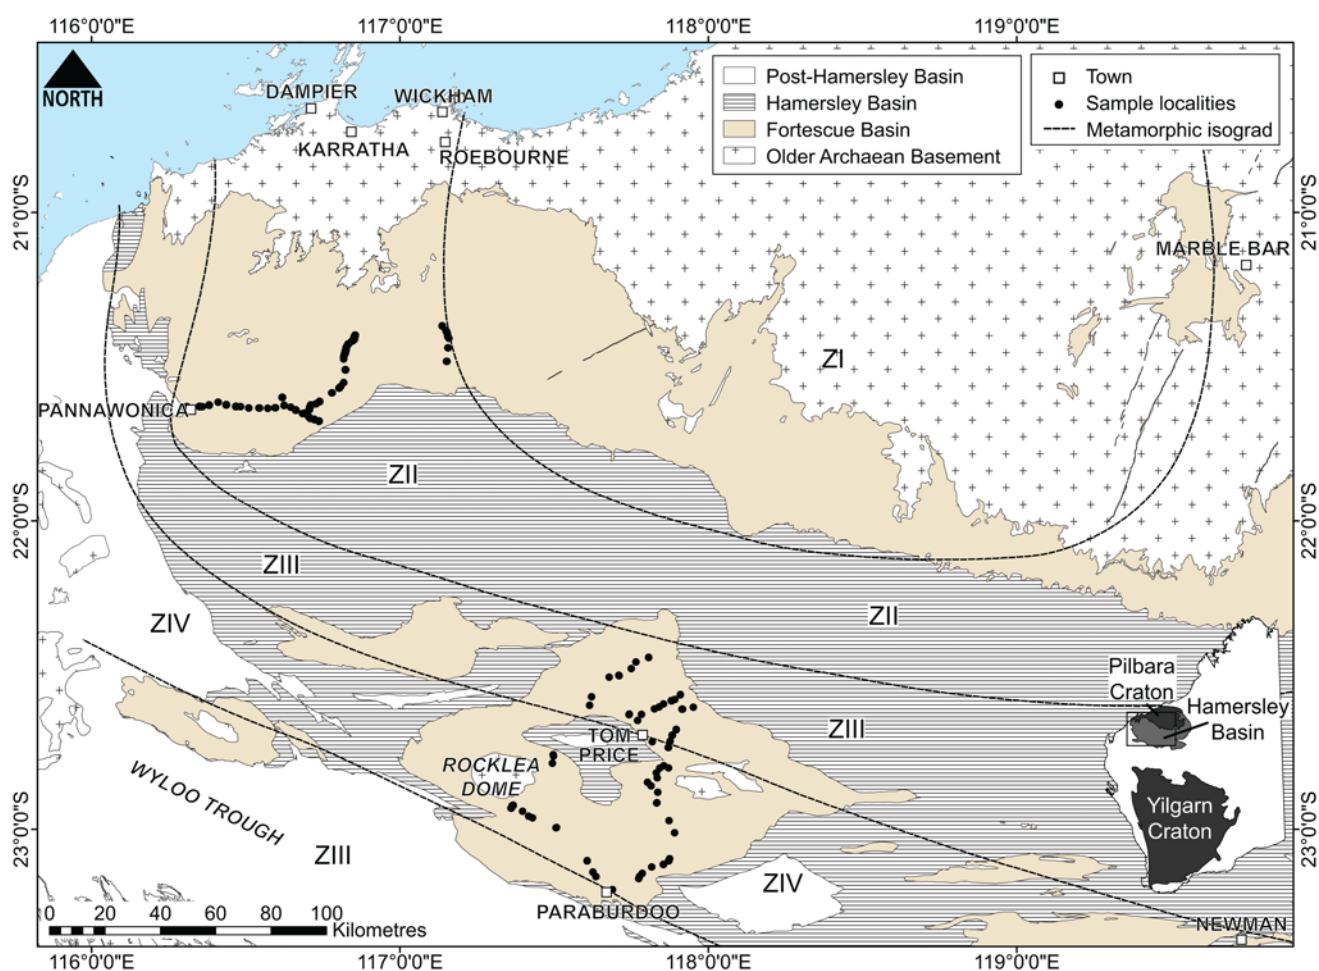 116°0'0"E
117°0'0"E
118°0'0"E
119°0'0"E
NORTH
DAMPIER
WICKHAM
KARRATHA
ROEBOURNE
Post-Hamersley Basin
Hamersley Basin
Fortescue Basin
Older Archaean Basement
Town
Sample localities
Metamorphic isograd
21°0'0"S
21°0'0"S
MARBLE BAR
ZI
PANNAWONICA
ZII
22°0'0"S
22°0'0"S
ZIII
ZIV
ZII
Pilbara
Craton
Hamersley
Basin
ZIII
TOM
PRICE
ROCKLEA
DOME
WYLOO TROUGH
Yilgarn
Craton
23°0'0"S
23°0'0"S
ZIII
ZIV
PARABURDOO
NEWMAN
0 10 20 40 60 80 100
Kilometres
116°0'0"E
117°0'0"E
118°0'0"E
119°0'0"E